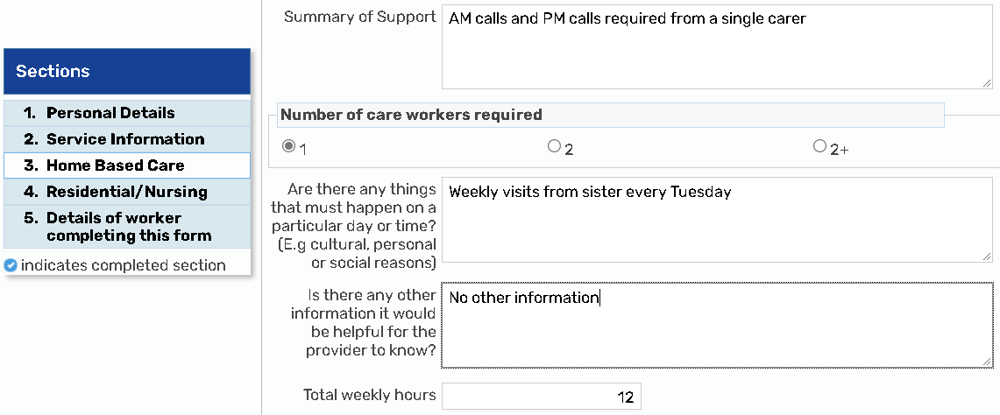 Summary of Support
AM calls and PM calls required from a single carer
Sections
1. Personal Details
2. Service Information
3. Home Based Care
4. Residential/Nursing
5. Details of worker
completing this form
indicates completed section
Number of care workers required
1
2
2+
Are there any things
that must happen on a
particular day or time?
(E.g cultural, personal
or social reasons)
Weekly visits from sister every Tuesday
Is there any other
information it would
be helpful for the
provider to know?
No other information
Total weekly hours
12